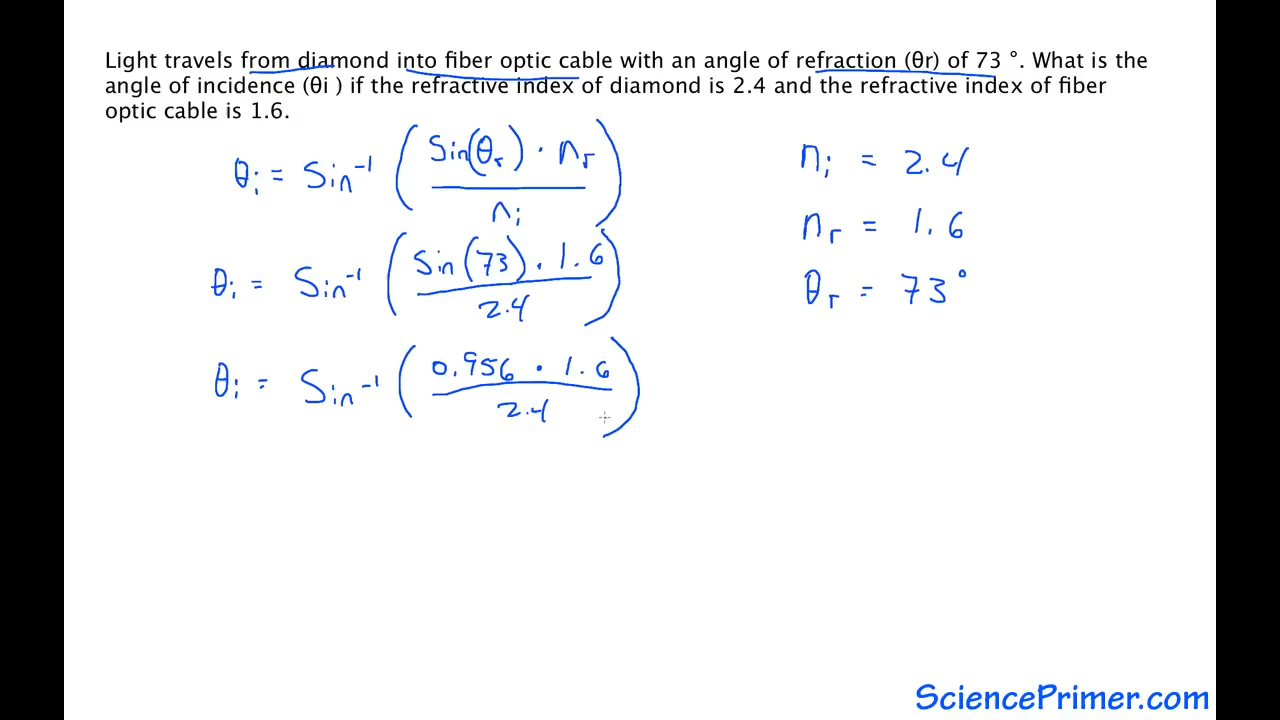 Light travels from diamond into fiber optic cable with an angle of refraction (θr) of 73 °. What is the
angle of incidence (θi ) if the refractive index of diamond is 2.4 and the refractive index of fiber
optic cable is 1.6.
θi = Sin⁻¹ ( Sin(θr) · nr / ni )
θi = Sin⁻¹ ( Sin(73) · 1.6 / 2.4 )
θi = Sin⁻¹ ( 0.956 · 1.6 / 2.4 )
ni = 2.4
nr = 1.6
θr = 73°
SciencePrimer.com